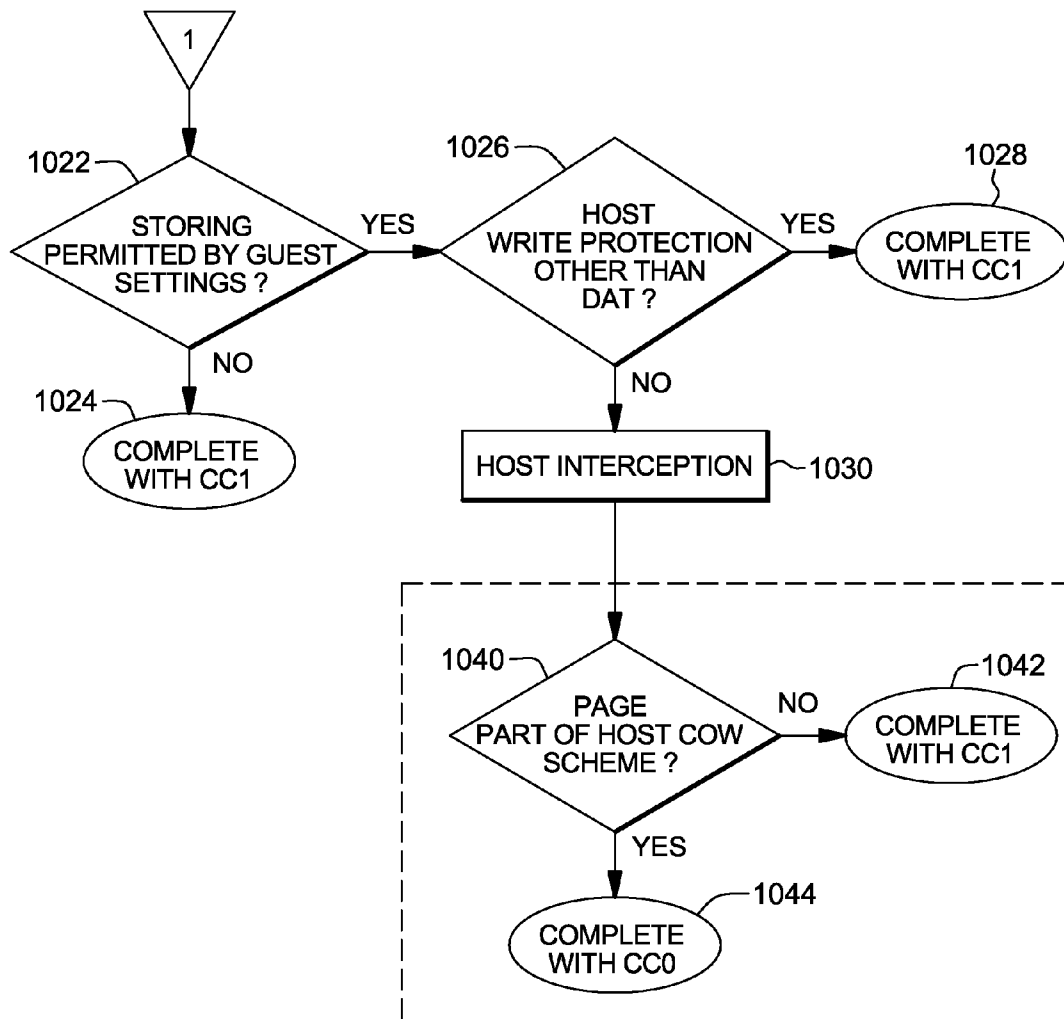 1
1022
STORING
PERMITTED BY GUEST
SETTINGS ?
YES
NO
1024
COMPLETE
WITH CC1
1026
HOST
WRITE PROTECTION
OTHER THAN
DAT ?
YES
NO
1028
COMPLETE
WITH CC1
HOST INTERCEPTION
1030
1040
PAGE
PART OF HOST COW
SCHEME ?
NO
YES
1042
COMPLETE
WITH CC1
1044
COMPLETE
WITH CC0